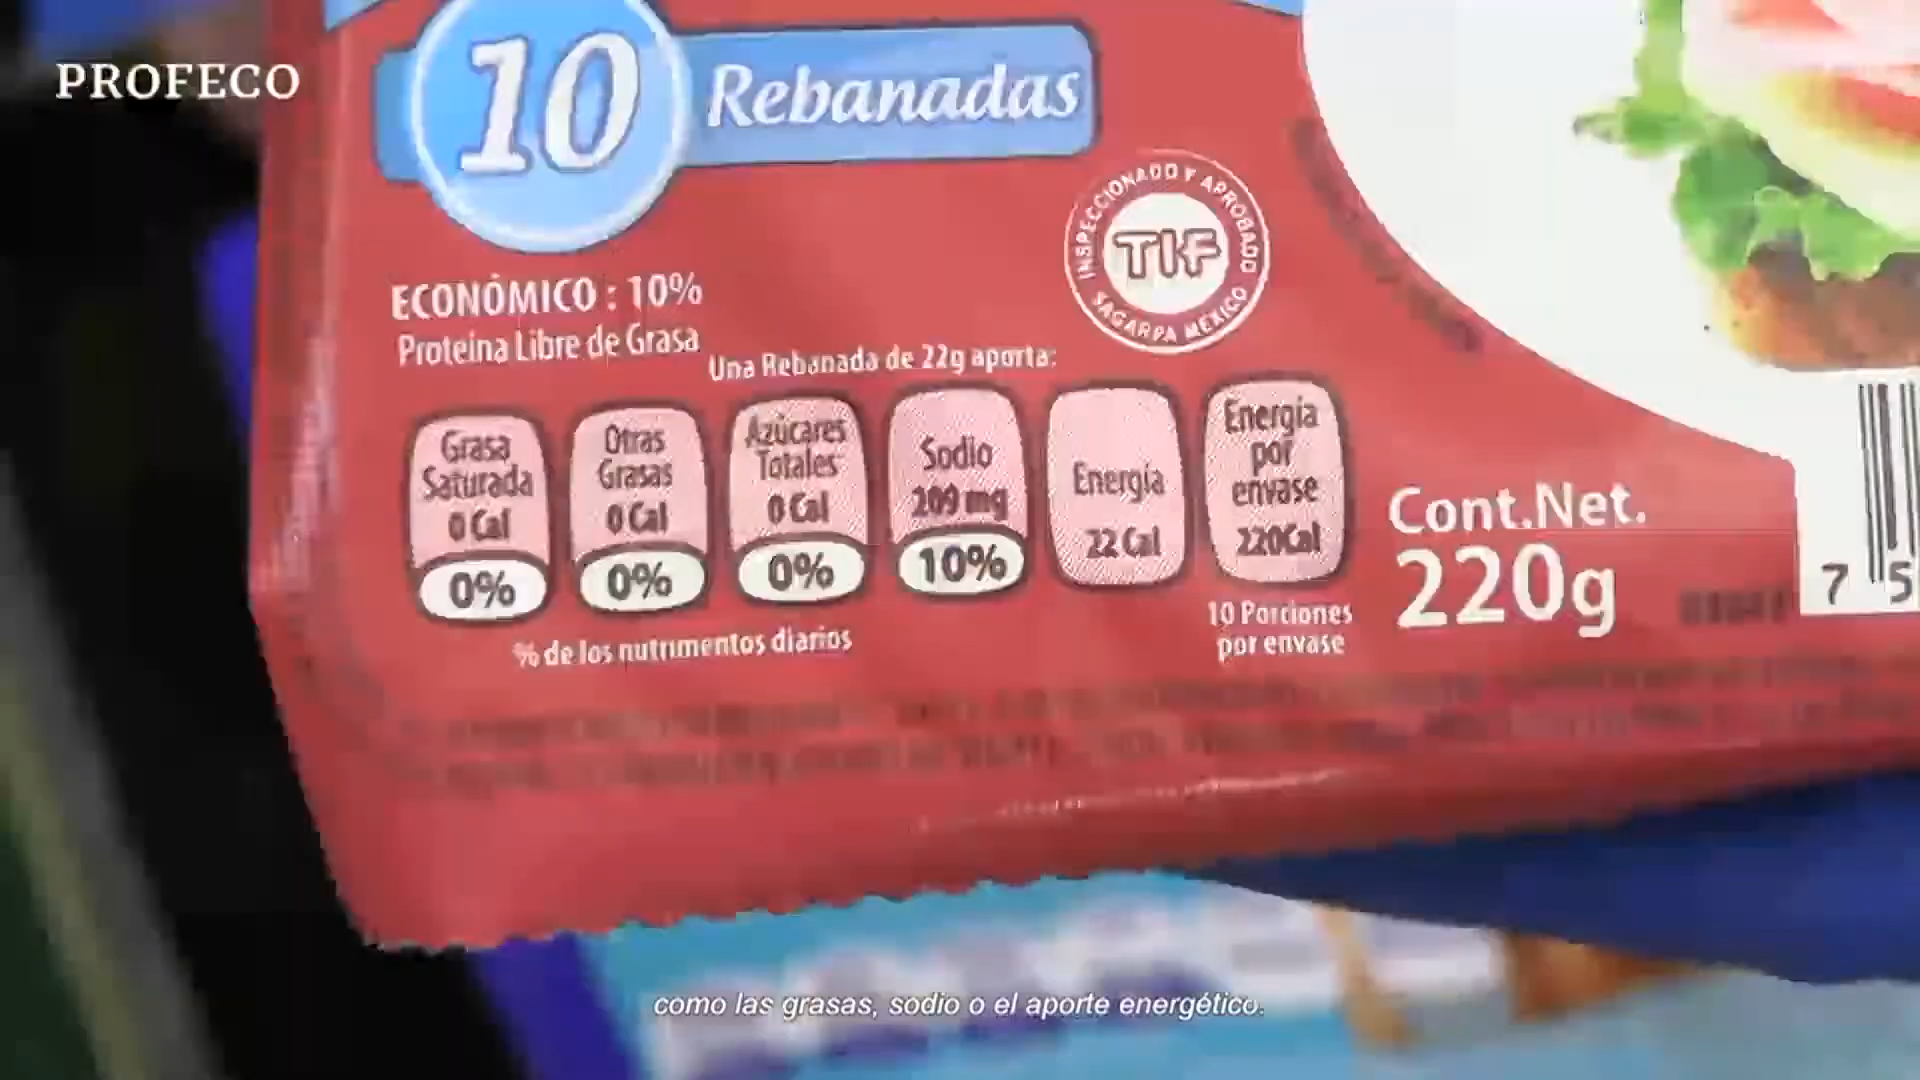 PROFECO
10 Rebanadas
INSPECCIONADO Y APROBADO
TIF
SAGARPA MÉXICO
ECONÓMICO : 10%
Proteina Libre de Grasa
Una Rebanada de 22g aporta:
Grasa
Saturada
0 Cal
0%
Otras
Grasas
0 Cal
0%
Azúcares
Totales
0 Cal
0%
Sodio
209 mg
10%
Energía
22 Cal
Energía
por
envase
220Cal
% de los nutrimentos diarios
10 Porciones
por envase
Cont.Net.
220g
7 5
como las grasas, sodio o el aporte energético.